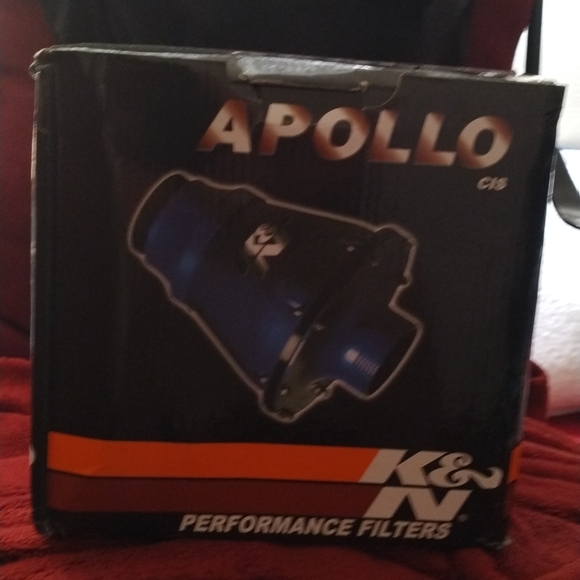 APOLLO
CIS
K&N
K&
N®
PERFORMANCE FILTERS